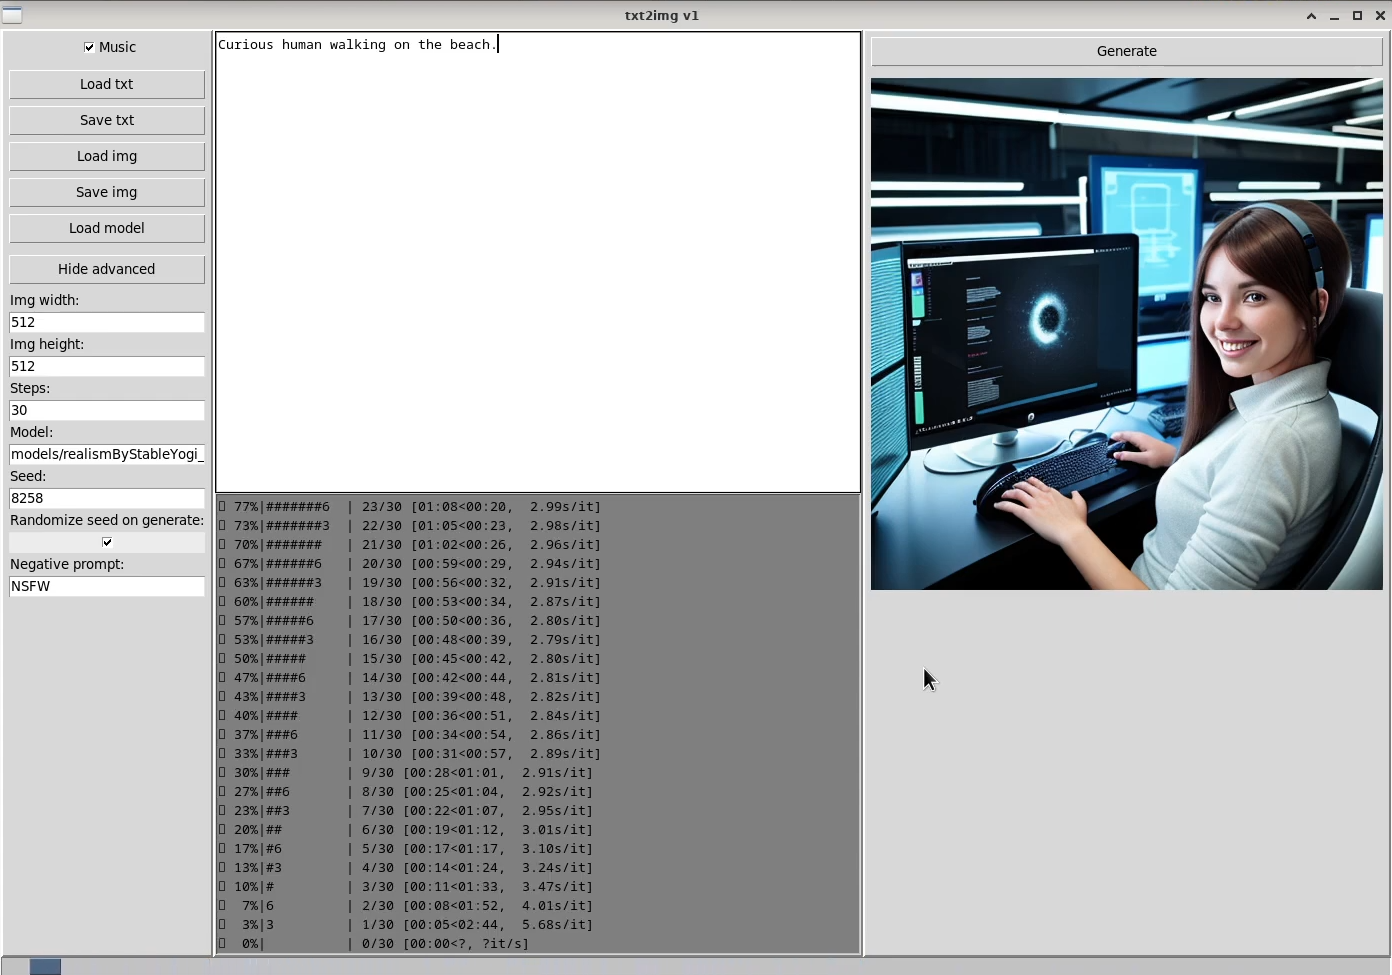 txt2img v1
Music
Load txt
Save txt
Load img
Save img
Load model
Hide advanced
Img width:
512
Img height:
512
Steps:
30
Model:
models/realismByStableYogi_
Seed:
8258
Randomize seed on generate:
Negative prompt:
NSFW
Curious human walking on the beach.
77%|#######6  | 23/30 [01:08<00:20,  2.99s/it]
73%|#######3  | 22/30 [01:05<00:23,  2.98s/it]
70%|#######   | 21/30 [01:02<00:26,  2.96s/it]
67%|######6   | 20/30 [00:59<00:29,  2.94s/it]
63%|######3   | 19/30 [00:56<00:32,  2.91s/it]
60%|######    | 18/30 [00:53<00:34,  2.87s/it]
57%|#####6    | 17/30 [00:50<00:36,  2.80s/it]
53%|#####3    | 16/30 [00:48<00:39,  2.79s/it]
50%|#####     | 15/30 [00:45<00:42,  2.80s/it]
47%|####6     | 14/30 [00:42<00:44,  2.81s/it]
43%|####3     | 13/30 [00:39<00:48,  2.82s/it]
40%|####      | 12/30 [00:36<00:51,  2.84s/it]
37%|###6      | 11/30 [00:34<00:54,  2.86s/it]
33%|###3      | 10/30 [00:31<00:57,  2.89s/it]
30%|###       | 9/30 [00:28<01:01,  2.91s/it]
27%|##6       | 8/30 [00:25<01:04,  2.92s/it]
23%|##3       | 7/30 [00:22<01:07,  2.95s/it]
20%|##        | 6/30 [00:19<01:12,  3.01s/it]
17%|#6        | 5/30 [00:17<01:17,  3.10s/it]
13%|#3        | 4/30 [00:14<01:24,  3.24s/it]
10%|#         | 3/30 [00:11<01:33,  3.47s/it]
7%|6         | 2/30 [00:08<01:52,  4.01s/it]
3%|3         | 1/30 [00:05<02:44,  5.68s/it]
0%|          | 0/30 [00:00<?, ?it/s]
Generate